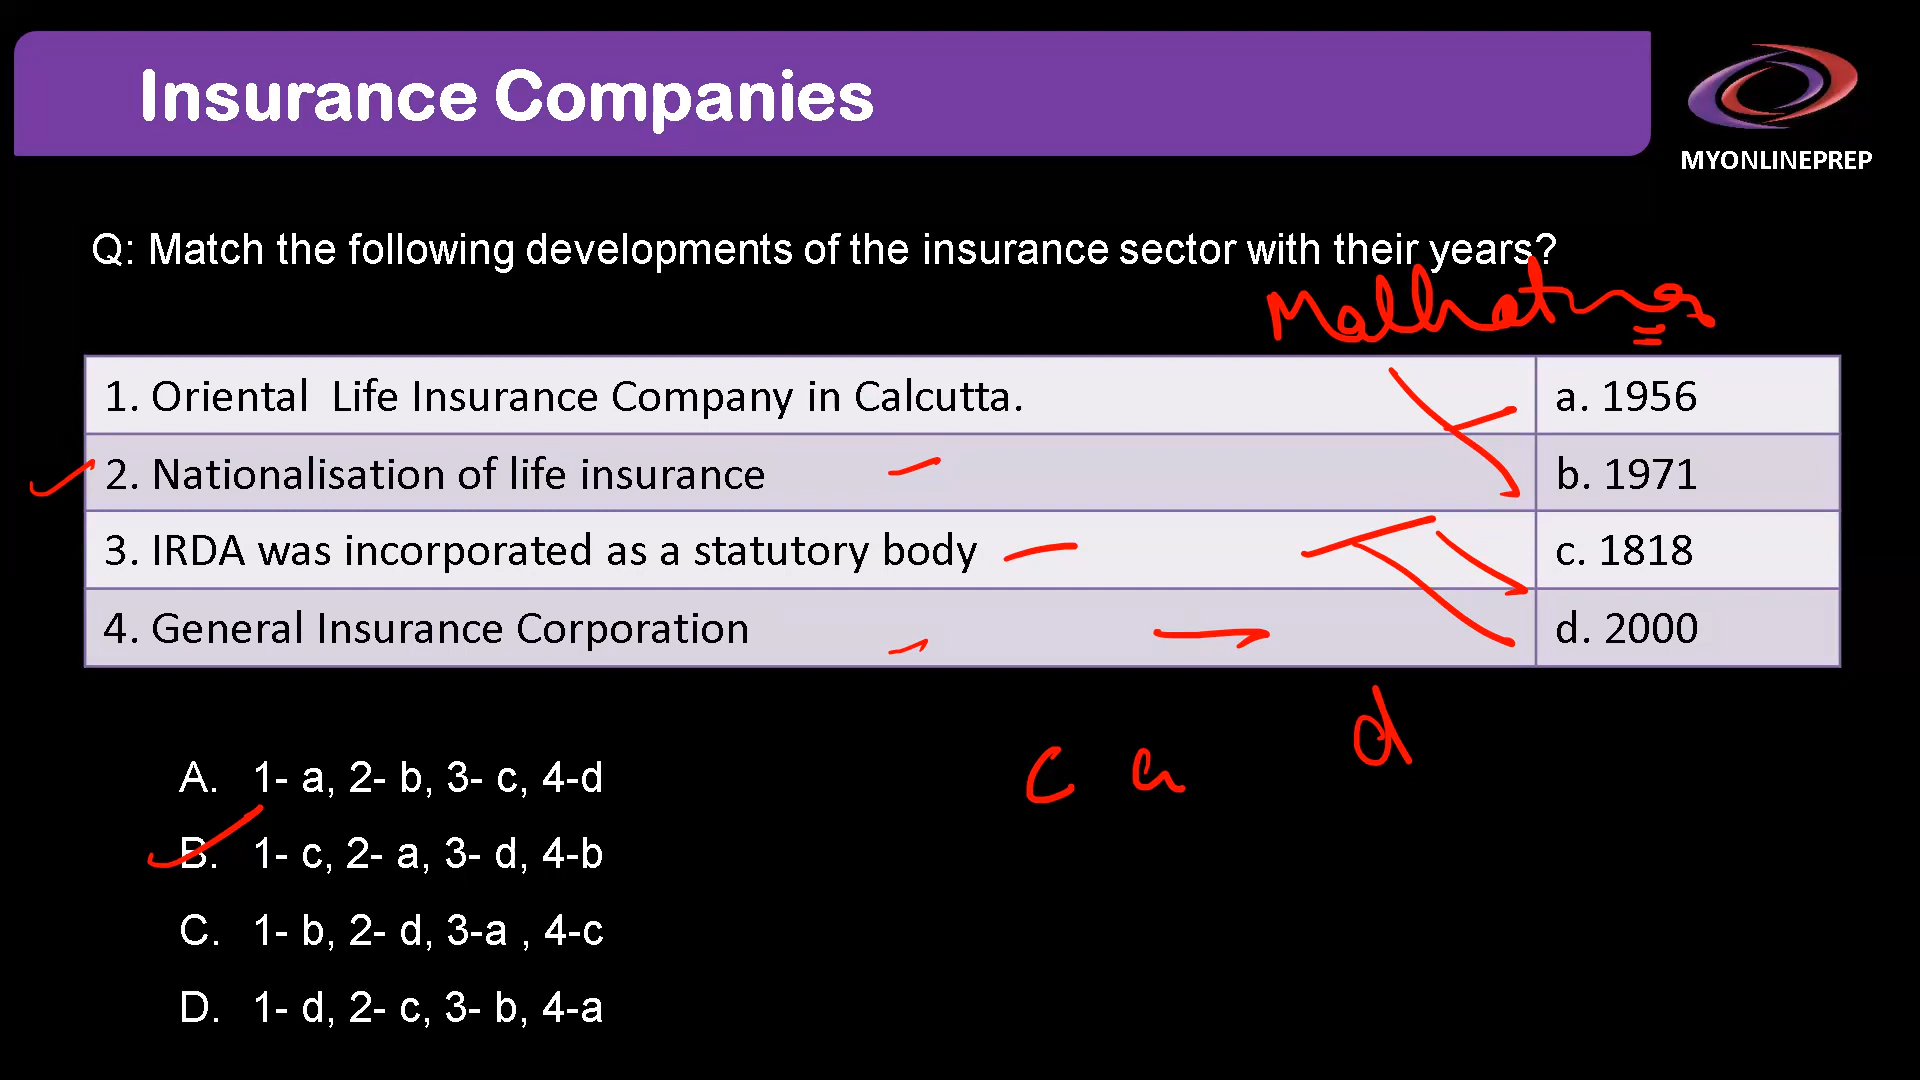 Insurance Companies
MYONLINEPREP
Q: Match the following developments of the insurance sector with their years?
Malhotra
1. Oriental Life Insurance Company in Calcutta. a. 1956
2. Nationalisation of life insurance b. 1971
3. IRDA was incorporated as a statutory body c. 1818
4. General Insurance Corporation d. 2000
c a d
A. 1- a, 2- b, 3- c, 4-d
B. 1- c, 2- a, 3- d, 4-b
C. 1- b, 2- d, 3-a , 4-c
D. 1- d, 2- c, 3- b, 4-a